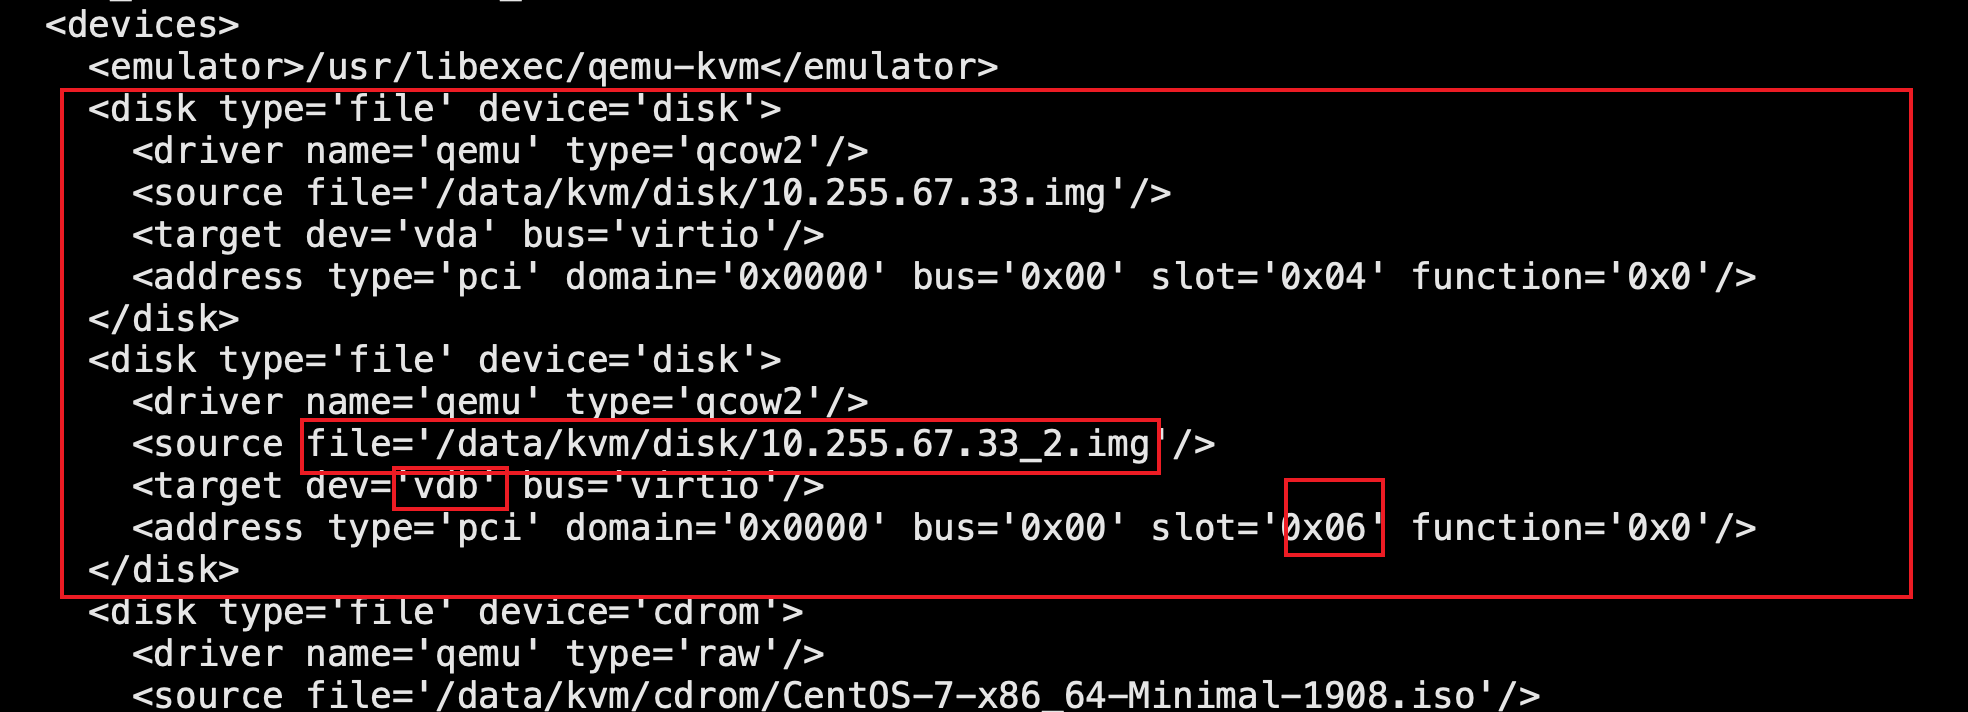 <devices>
<emulator>/usr/libexec/qemu-kvm</emulator>
<disk type='file' device='disk'>
<driver name='qemu' type='qcow2'/>
<source file='/data/kvm/disk/10.255.67.33.img'/>
<target dev='vda' bus='virtio'/>
<address type='pci' domain='0x0000' bus='0x00' slot='0x04' function='0x0'/>
</disk>
<disk type='file' device='disk'>
<driver name='qemu' type='qcow2'/>
<source file='/data/kvm/disk/10.255.67.33_2.img'/>
<target dev='vdb' bus='virtio'/>
<address type='pci' domain='0x0000' bus='0x00' slot='0x06' function='0x0'/>
</disk>
<disk type='file' device='cdrom'>
<driver name='qemu' type='raw'/>
<source file='/data/kvm/cdrom/CentOS-7-x86_64-Minimal-1908.iso'/>